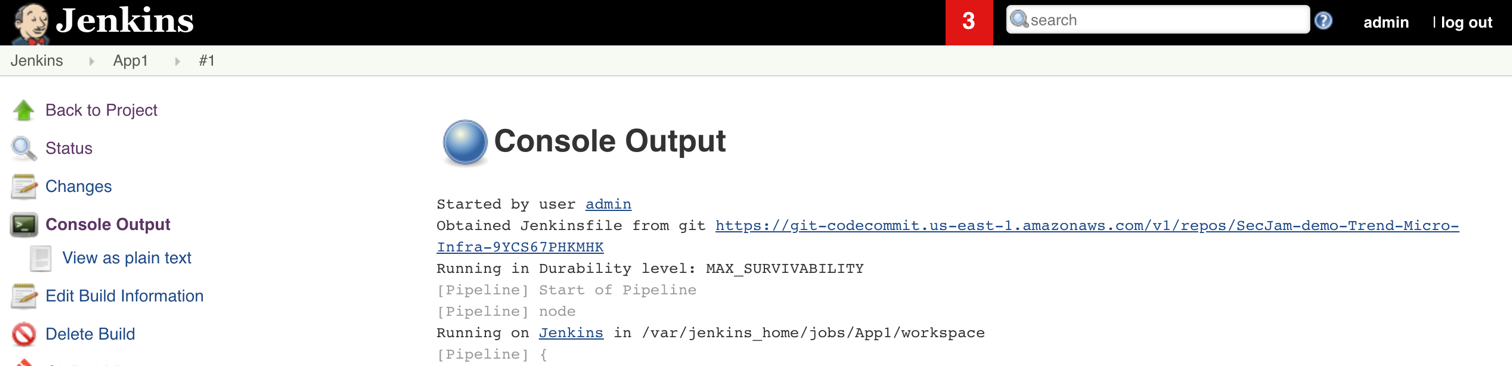 Jenkins
3
search
?
admin
| log out
Jenkins
App1
#1
Back to Project
Status
Changes
Console Output
View as plain text
Edit Build Information
Delete Build
Console Output
Started by user admin
Obtained Jenkinsfile from git https://git-codecommit.us-east-1.amazonaws.com/v1/repos/SecJam-demo-Trend-Micro-
Infra-9YCS67PHKMHK
Running in Durability level: MAX_SURVIVABILITY
[Pipeline] Start of Pipeline
[Pipeline] node
Running on Jenkins in /var/jenkins_home/jobs/App1/workspace
[Pipeline] {